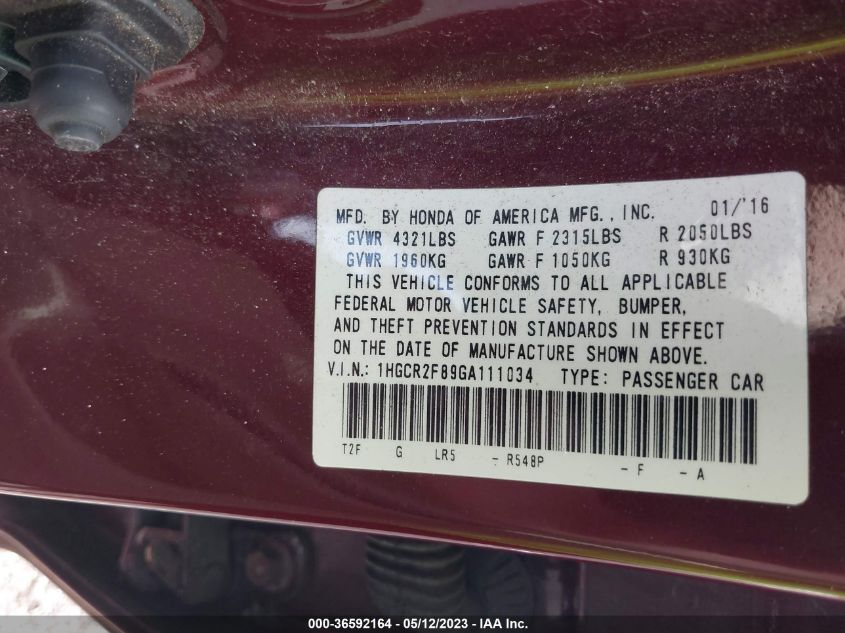 MFD. BY HONDA OF AMERICA MFG., INC. 01/'16
GVWR 4321LBS GAWR F 2315LBS R 2050LBS
GVWR 1960KG GAWR F 1050KG R 930KG
THIS VEHICLE CONFORMS TO ALL APPLICABLE
FEDERAL MOTOR VEHICLE SAFETY, BUMPER,
AND THEFT PREVENTION STANDARDS IN EFFECT
ON THE DATE OF MANUFACTURE SHOWN ABOVE.
V.I.N.: 1HGCR2F89GA111034 TYPE: PASSENGER CAR
T2F G LR5 - R548P - F - A
000-36592164 - 05/12/2023 - IAA Inc.